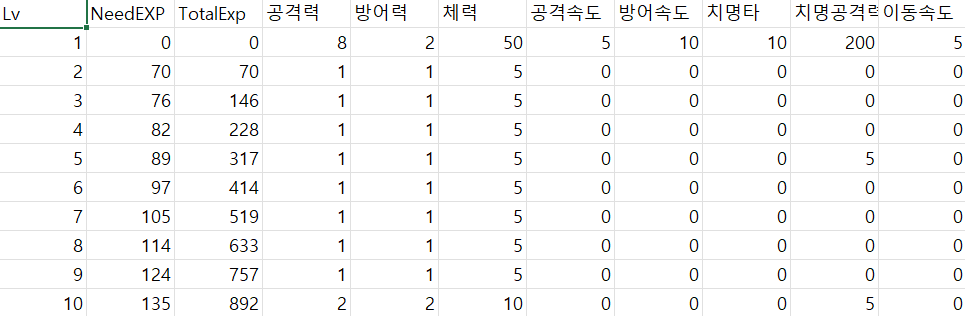 Lv NeedEXP TotalExp 공격력 방어력 체력 공격속도 방어속도 치명타 치명공격력 이동속도
1 0 0 8 2 50 5 10 10 200 5
2 70 70 1 1 5 0 0 0 0 0
3 76 146 1 1 5 0 0 0 0 0
4 82 228 1 1 5 0 0 0 0 0
5 89 317 1 1 5 0 0 0 5 0
6 97 414 1 1 5 0 0 0 0 0
7 105 519 1 1 5 0 0 0 0 0
8 114 633 1 1 5 0 0 0 0 0
9 124 757 1 1 5 0 0 0 0 0
10 135 892 2 2 10 0 0 0 5 0